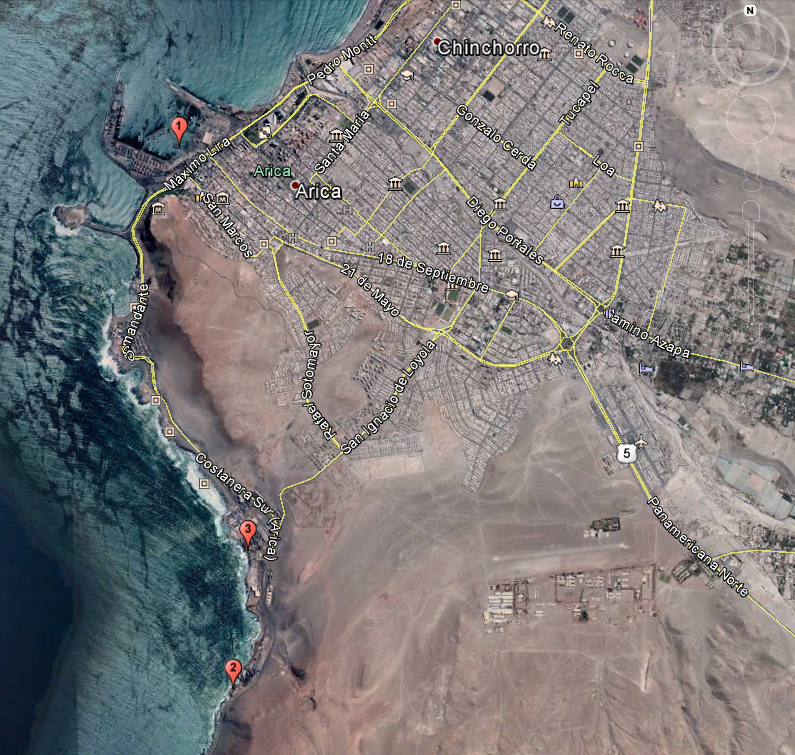 N
Chinchorro
Renato Rocca
Pedro Montt
Tucapel
Gonzalo Cerda
1
Santa Maria
Máximo Lira
Loa
Arica
Arica
San Marcos
Diego Portales
18 de Septiembre
21 de Mayo
Comandante
Camino Azapa
Rafael Sotomayor
San Ignacio de Loyola
5
Costanera Sur (Arica)
3
Panamericana Norte
2